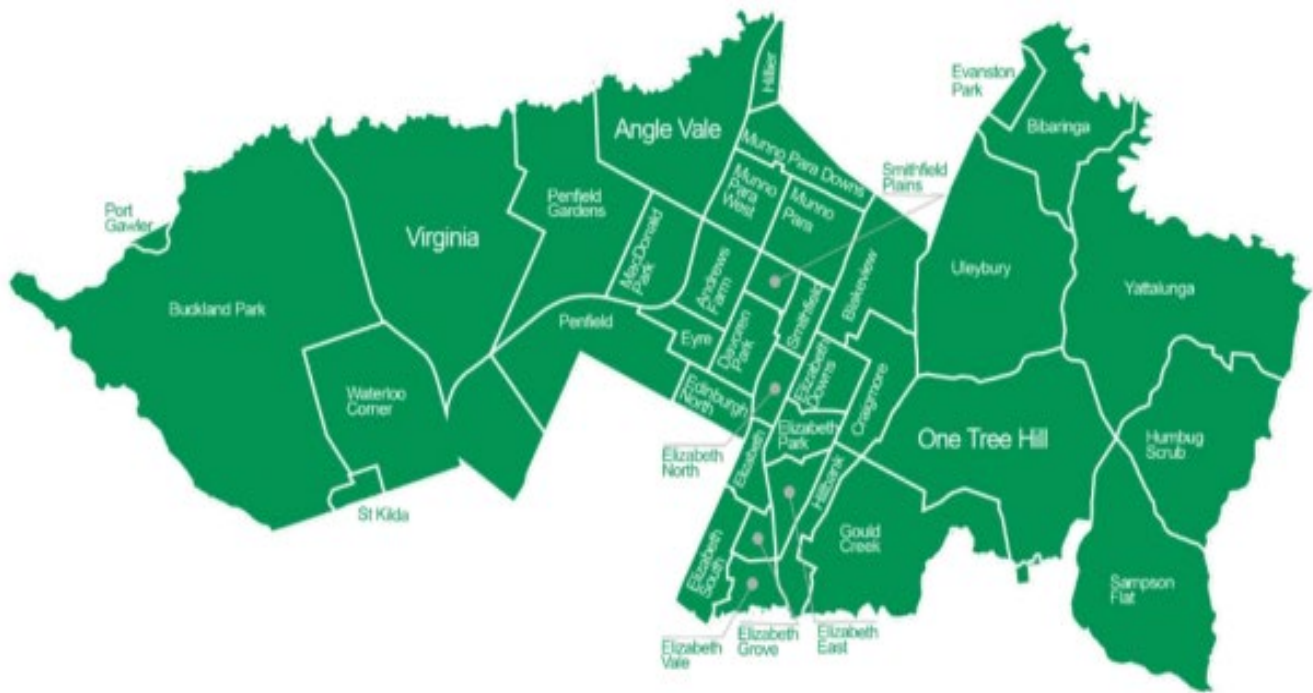 Hillier
Evanston
Park
Bibaringa
Angle Vale
Munno Para Downs
Smithfield
Plains
Munno
Para
West
Munno
Para
Penfield
Gardens
Port
Gawler
Virginia
MacDonald
Park
Andrews
Farm
Uleybury
Yattalunga
Blakeview
Buckland Park
Penfield
Smithfield
Eyre
Davoren
Park
Elizabeth
Downs
Waterloo
Corner
Edinburgh
North
Craigmore
Elizabeth
Park
One Tree Hill
Humbug
Scrub
Elizabeth
North
Elizabeth
Hillbank
St Kilda
Gould
Creek
Elizabeth
South
Sampson
Flat
Elizabeth
Vale
Elizabeth
Grove
Elizabeth
East